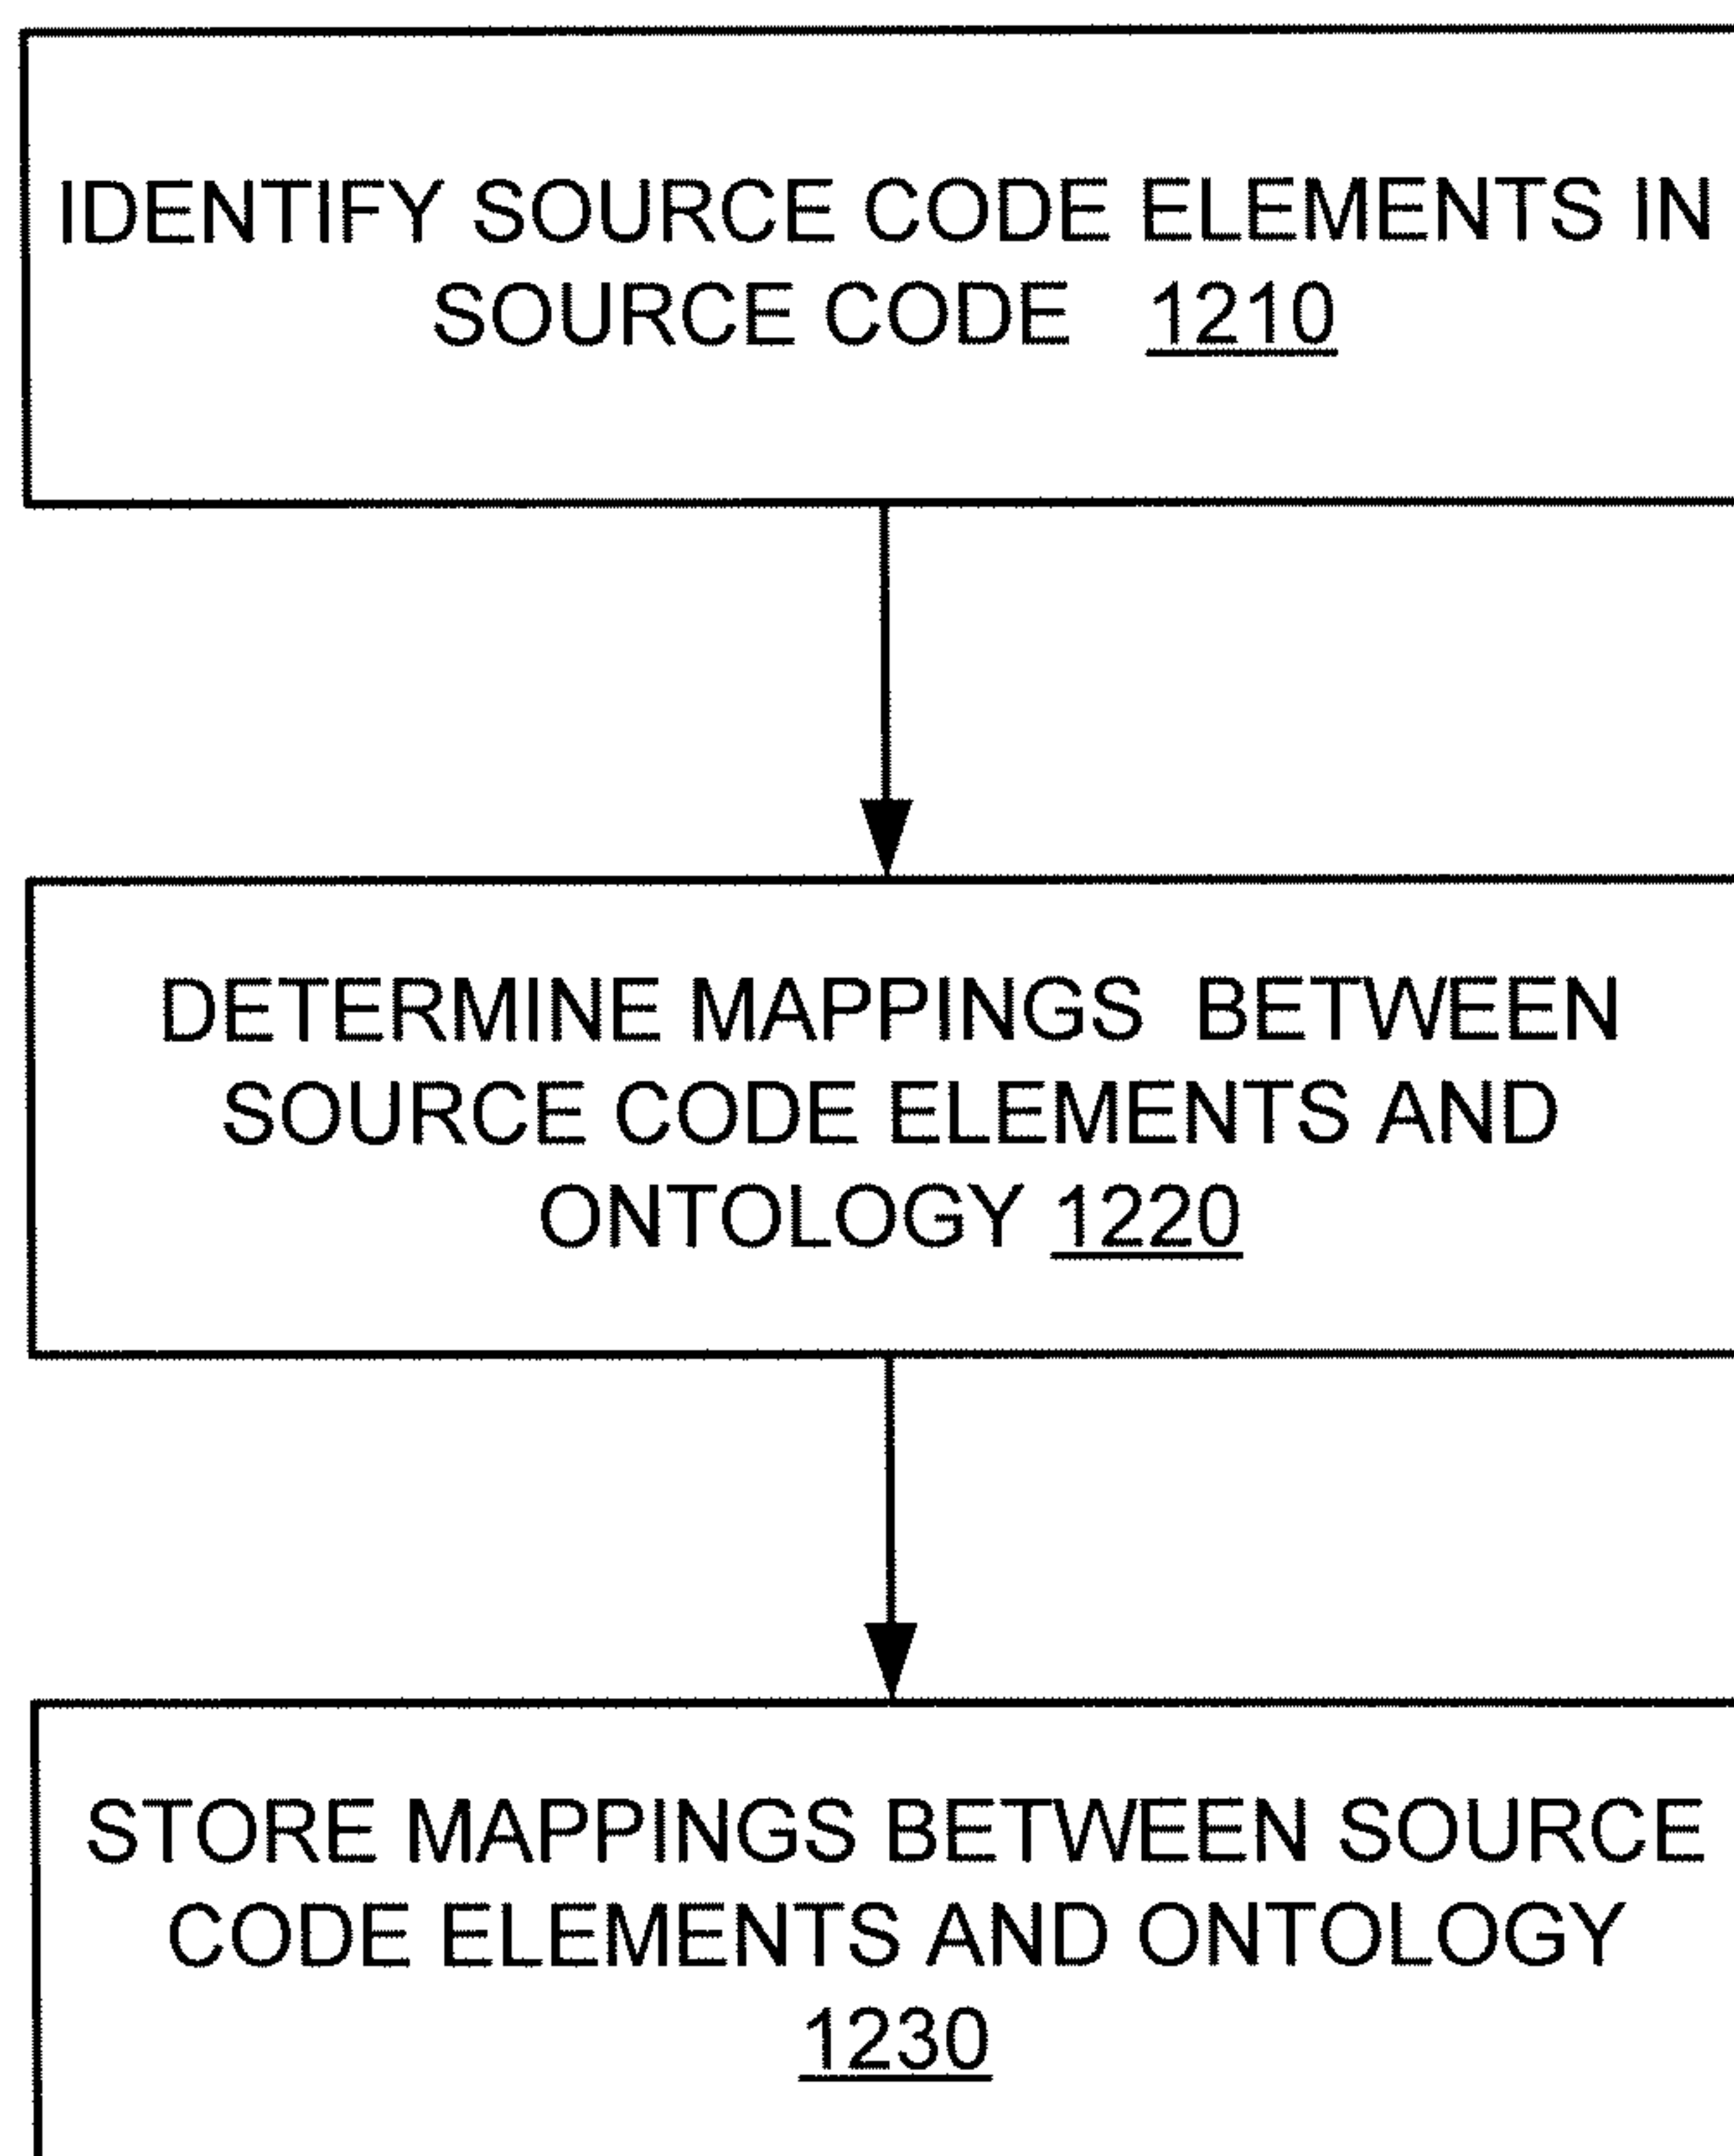 IDENTIFY SOURCE CODE ELEMENTS IN
SOURCE CODE 1210
DETERMINE MAPPINGS BETWEEN
SOURCE CODE ELEMENTS AND
ONTOLOGY 1220
STORE MAPPINGS BETWEEN SOURCE
CODE ELEMENTS AND ONTOLOGY
1230